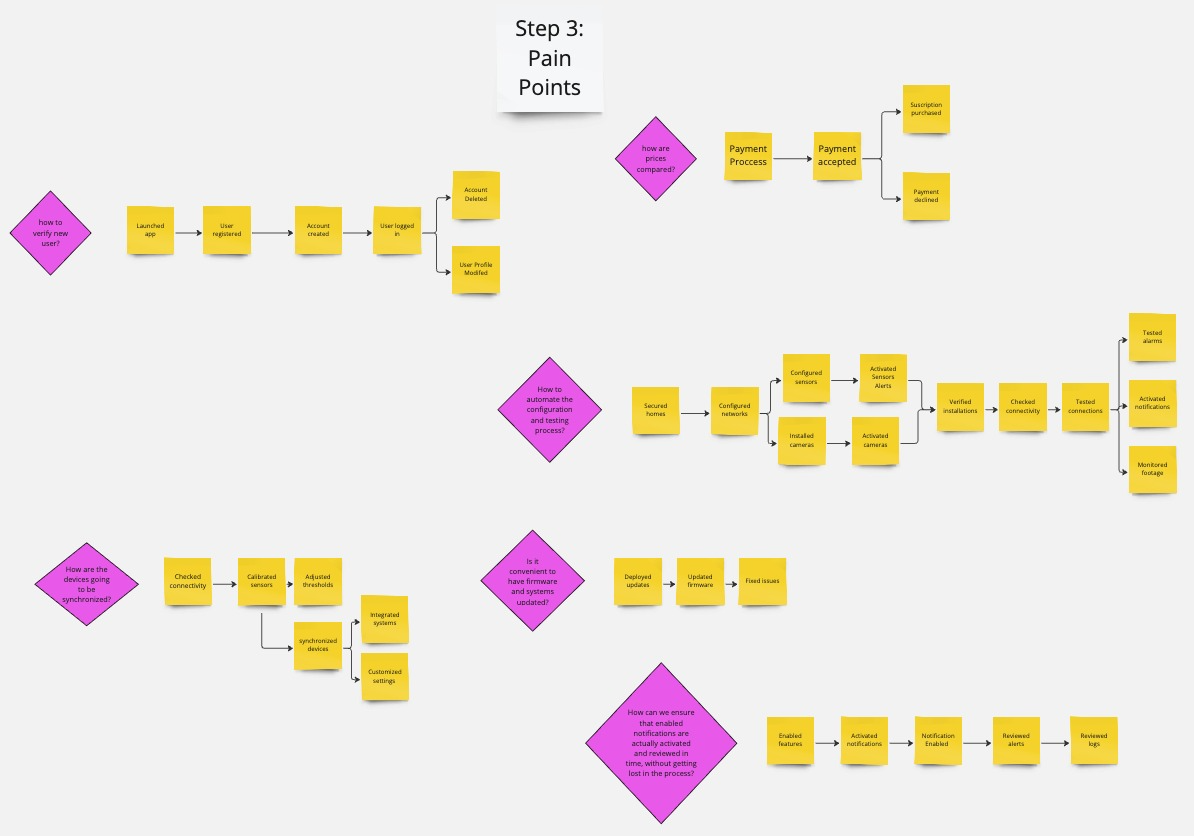 Step 3:
Pain
Points
how to
verify new
user?
Launched
app
User
registered
Account
created
User logged
in
Account
Deleted
User Profile
Modifed
how are
prices
compared?
Payment
Proccess
Payment
accepted
Suscription
purchased
Payment
declined
How to
automate the
configuration
and testing
process?
Secured
homes
Configured
networks
Configured
sensors
Activated
Sensors
Alerts
Installed
cameras
Activated
cameras
Verified
installations
Checked
connectivity
Tested
connections
Tested
alarms
Activated
notifications
Monitored
footage
How are the
devices going
to be
synchronized?
Checked
connectivity
Calibrated
sensors
Adjusted
thresholds
synchronized
devices
Integrated
systems
Customized
settings
Is it
convenient to
have firmware
and systems
updated?
Deployed
updates
Updated
firmware
Fixed issues
How can we ensure
that enabled
notifications are
actually activated
and reviewed in
time, without getting
lost in the process?
Enabled
features
Activated
notifications
Notification
Enabled
Reviewed
alerts
Reviewed
logs